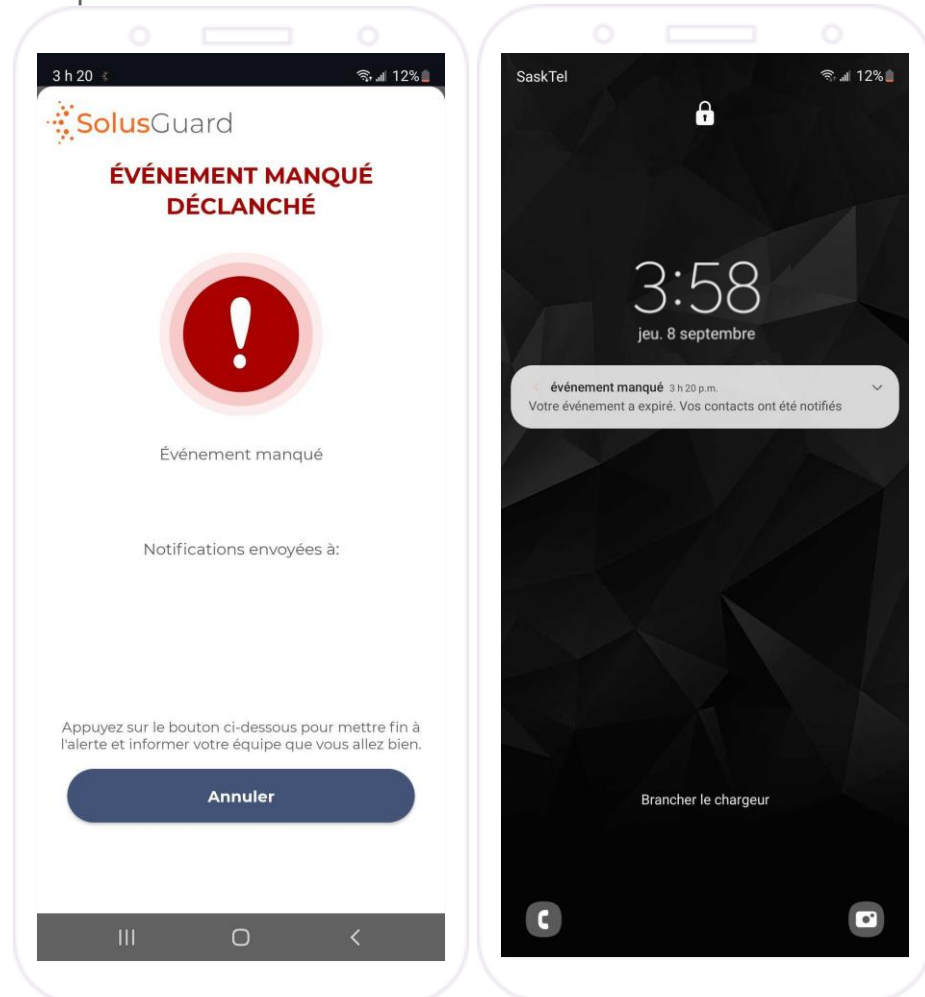 3 h 20
12%
SolusGuard
ÉVÉNEMENT MANQUÉ
DÉCLANCHÉ
!
Événement manqué
Notifications envoyées à:
Appuyez sur le bouton ci-dessous pour mettre fin à
l'alerte et informer votre équipe que vous allez bien.
Annuler
SaskTel
12%
3:58
jeu. 8 septembre
événement manqué 3 h 20 p.m.
Votre événement a expiré. Vos contacts ont été notifiés
Brancher le chargeur